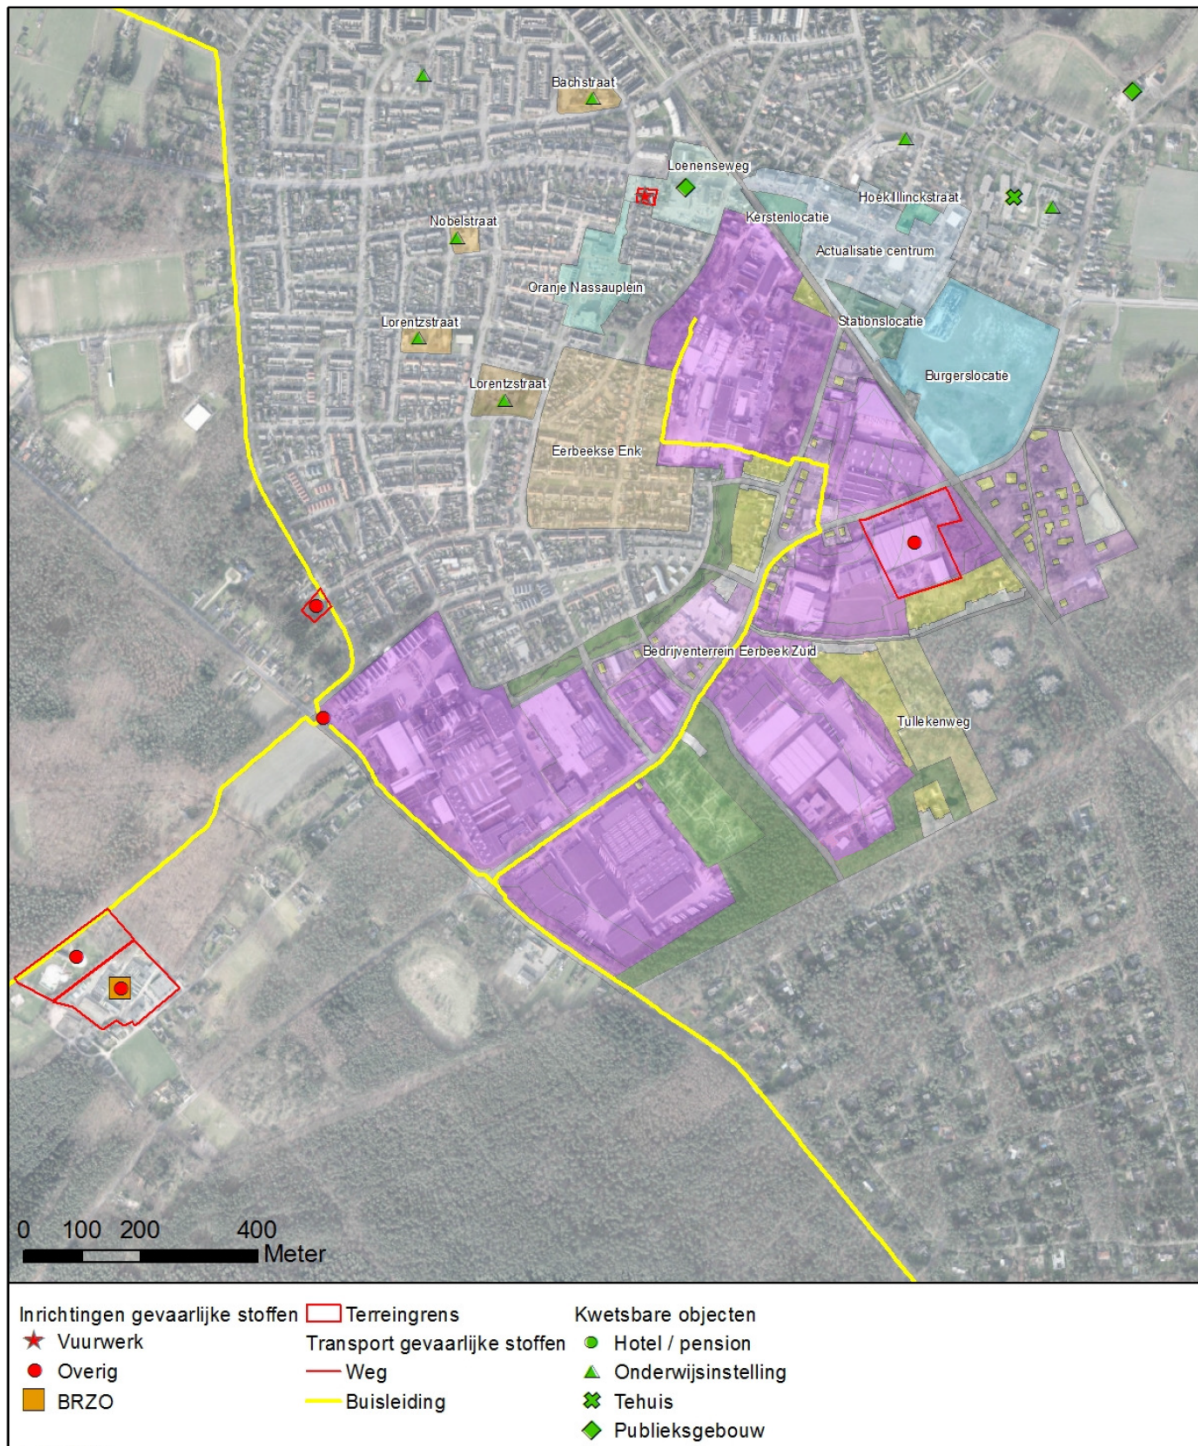 Bachstraat
Loenenseweg
Hoek Illinckstraat
Kerstenlocatie
Nobelstraat
Actualisatie centrum
Oranje Nassauplein
Stationslocatie
Lorentzstraat
Burgerslocatie
Lorentzstraat
Eerbeekse Enk
Bedrijventerrein Eerbeek Zuid
Tullekenweg
0 100 200 400
Meter
Inrichtingen gevaarlijke stoffen
Vuurwerk
Overig
BRZO
Terreingrens
Transport gevaarlijke stoffen
Weg
Buisleiding
Kwetsbare objecten
Hotel / pension
Onderwijsinstelling
Tehuis
Publieksgebouw